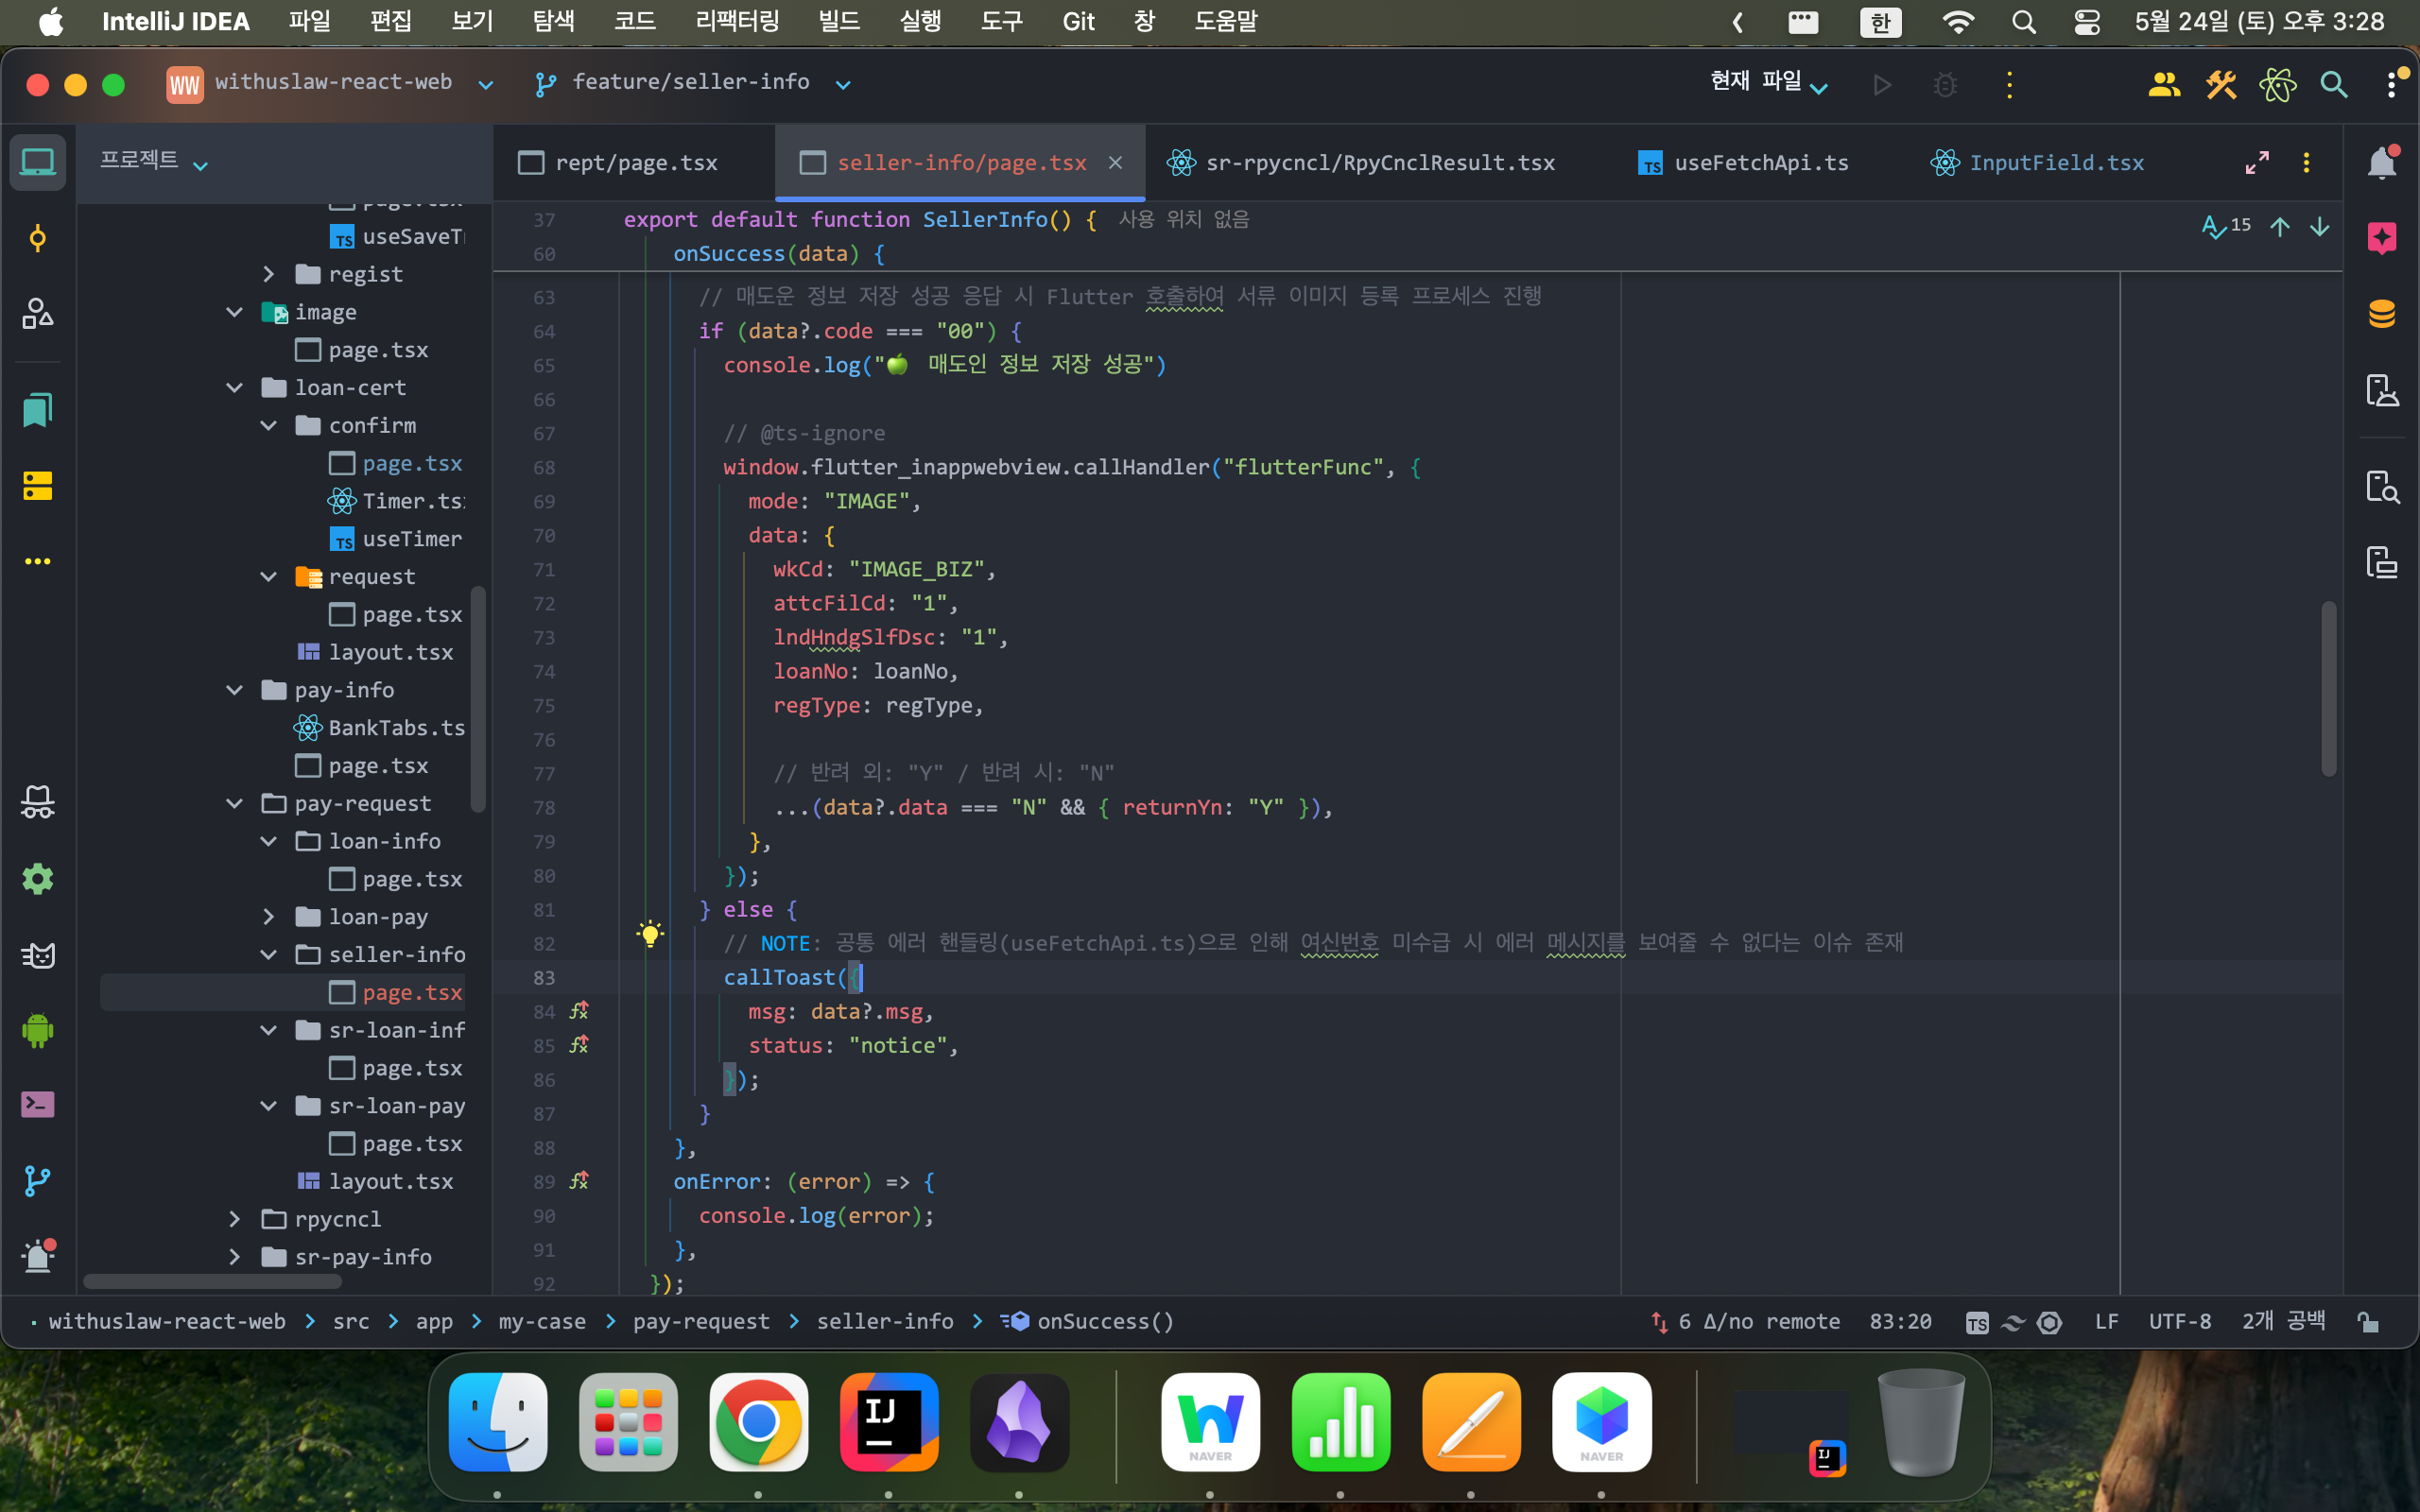 IntelliJ IDEA 파일 편집 보기 탐색 코드 리팩터링 빌드 실행 도구 Git 창 도움말 한 5월 24일 (토) 오후 3:28
WW withuslaw-react-web feature/seller-info 현재 파일
프로젝트
rept/page.tsx seller-info/page.tsx sr-rpycncl/RpyCnclResult.tsx useFetchApi.ts InputField.tsx
page.tsx
useSaveT
regist
image
page.tsx
loan-cert
confirm
page.tsx
Timer.ts
useTimer
request
page.tsx
layout.tsx
pay-info
BankTabs.ts
page.tsx
pay-request
loan-info
page.tsx
loan-pay
seller-info
page.tsx
sr-loan-inf
page.tsx
sr-loan-pay
page.tsx
layout.tsx
rpycncl
sr-pay-info
37 export default function SellerInfo() { 사용 위치 없음
15
60 onSuccess(data) {
63 // 매도운 정보 저장 성공 응답 시 Flutter 호출하여 서류 이미지 등록 프로세스 진행
64 if (data?.code === "00") {
65 console.log("🍏 매도인 정보 저장 성공")
66
67 // @ts-ignore
68 window.flutter_inappwebview.callHandler("flutterFunc", {
69 mode: "IMAGE",
70 data: {
71 wkCd: "IMAGE_BIZ",
72 attcFilCd: "1",
73 lndHndgSlfDsc: "1",
74 loanNo: loanNo,
75 regType: regType,
76
77 // 반려 외: "Y" / 반려 시: "N"
78 ...(data?.data === "N" && { returnYn: "Y" }),
79 },
80 });
81 } else {
82 // NOTE: 공통 에러 핸들링(useFetchApi.ts)으로 인해 여신번호 미수급 시 에러 메시지를 보여줄 수 없다는 이슈 존재
83 callToast({
84 msg: data?.msg,
85 status: "notice",
86 });
87 }
88 },
89 onError: (error) => {
90 console.log(error);
91 },
92 });
withuslaw-react-web > src > app > my-case > pay-request > seller-info > onSuccess() 6 Δ/no remote 83:20 TS LF UTF-8 2개 공백
IJ NAVER NAVER IJ